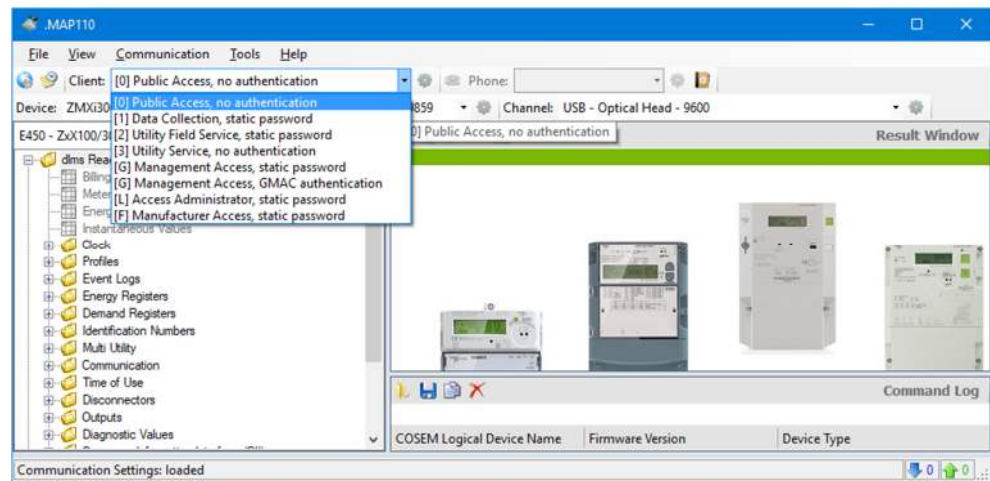 .MAP110
File View Communication Tools Help
Client: [0] Public Access, no authentication Phone:
Device: ZMXi30 859 Channel: USB - Optical Head - 9600
[0] Public Access, no authentication
[1] Data Collection, static password
[2] Utility Field Service, static password
[3] Utility Service, no authentication
[G] Management Access, static password
[G] Management Access, GMAC authentication
[L] Access Administrator, static password
[F] Manufacturer Access, static password
0] Public Access, no authentication
Result Window
E450 - ZxX100/3
dlms Rea
Billing
Mete
Energ
Instantaneous Values
Clock
Profiles
Event Logs
Energy Registers
Demand Registers
Identification Numbers
Multi Utility
Communication
Time of Use
Disconnectors
Outputs
Diagnostic Values
Command Log
COSEM Logical Device Name Firmware Version Device Type
Communication Settings: loaded 0 0